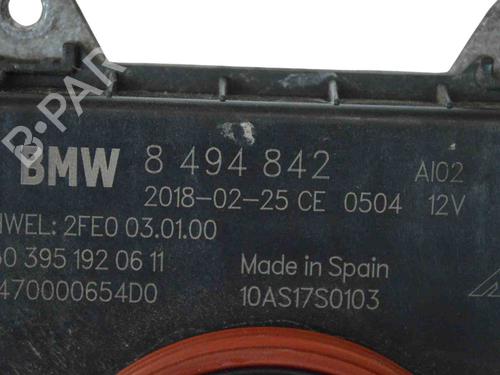 B-PARTS
BMW 8 494 842 AI02
2018-02-25 CE 0504 12V
WEL: 2FE0 03.01.00
0 395 192 06 11 Made in Spain
470000654D0 10AS17S0103